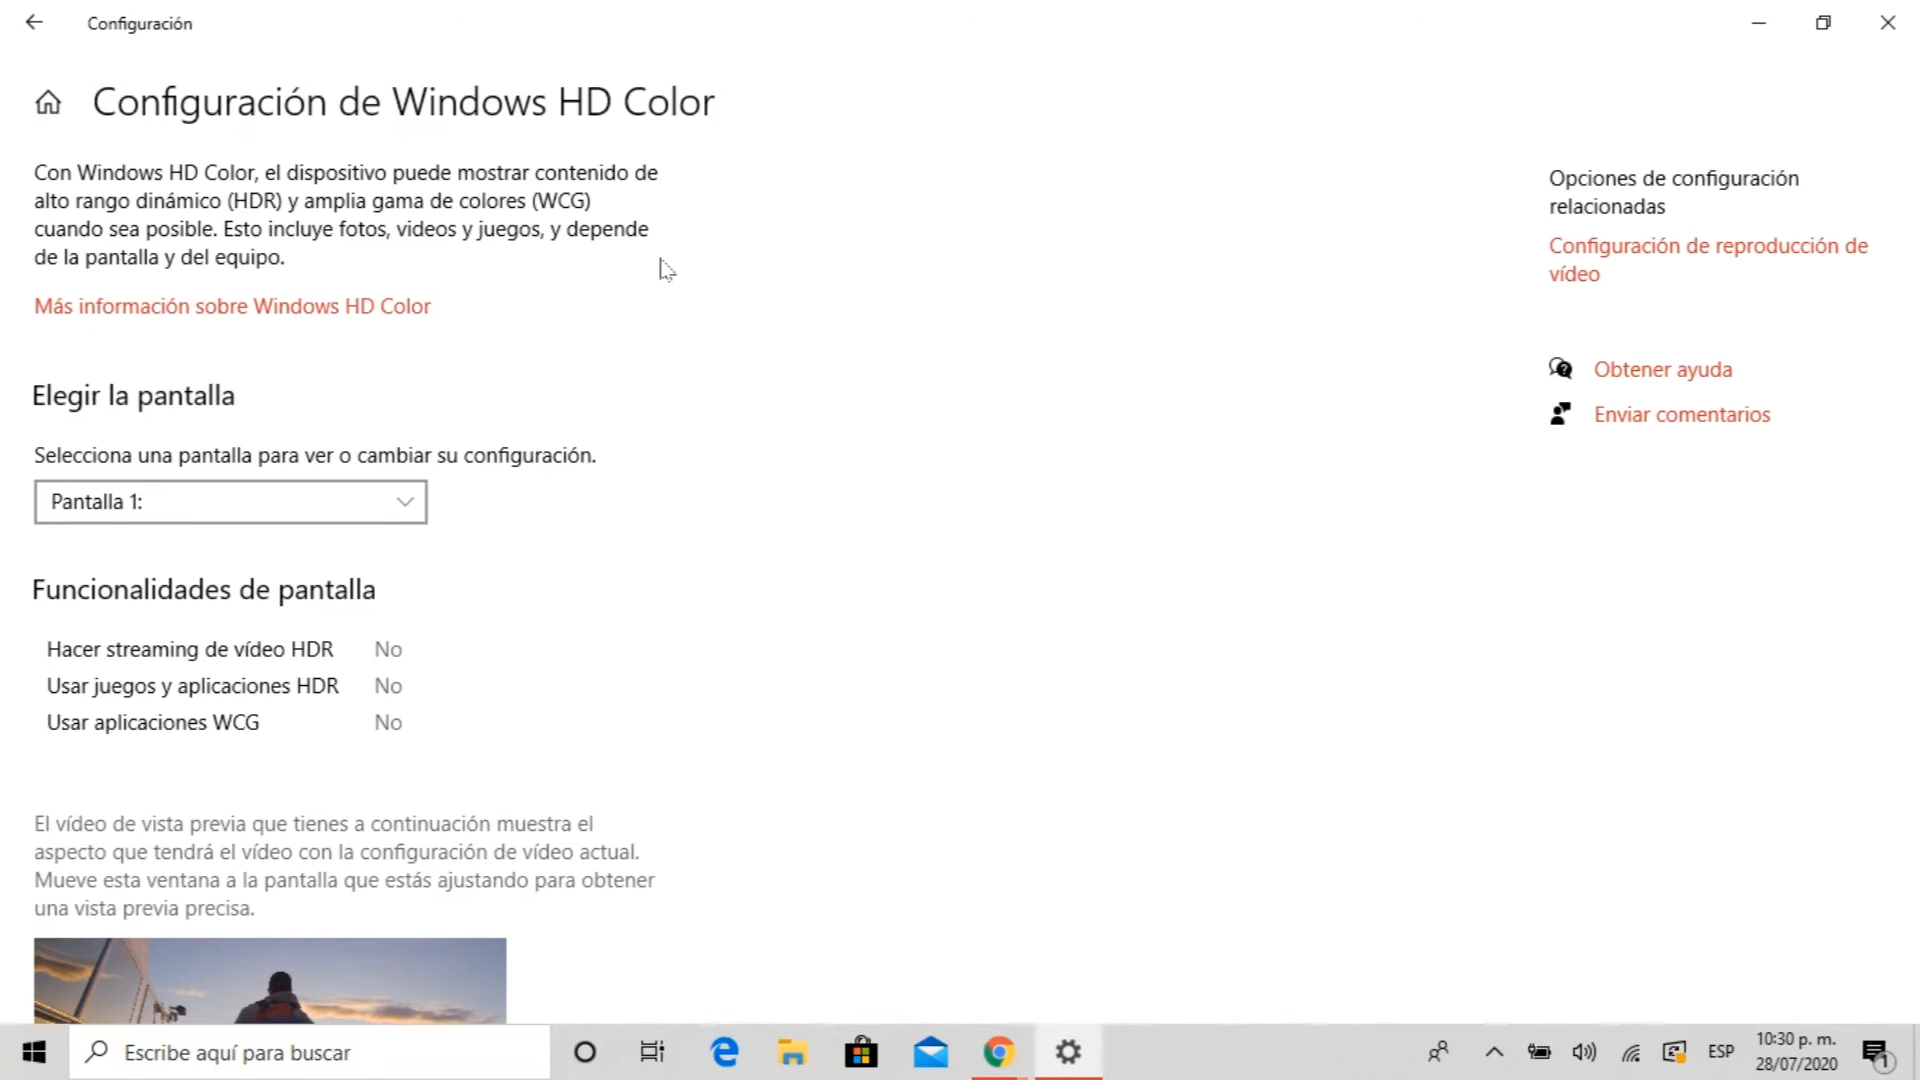 Configuración
Configuración de Windows HD Color
Con Windows HD Color, el dispositivo puede mostrar contenido de
alto rango dinámico (HDR) y amplia gama de colores (WCG)
cuando sea posible. Esto incluye fotos, videos y juegos, y depende
de la pantalla y del equipo.
Más información sobre Windows HD Color
Elegir la pantalla
Selecciona una pantalla para ver o cambiar su configuración.
Pantalla 1:
Funcionalidades de pantalla
Hacer streaming de vídeo HDR No
Usar juegos y aplicaciones HDR No
Usar aplicaciones WCG No
El vídeo de vista previa que tienes a continuación muestra el
aspecto que tendrá el vídeo con la configuración de vídeo actual.
Mueve esta ventana a la pantalla que estás ajustando para obtener
una vista previa precisa.
Opciones de configuración
relacionadas
Configuración de reproducción de
vídeo
Obtener ayuda
Enviar comentarios
Escribe aquí para buscar
ESP
10:30 p. m.
28/07/2020
1